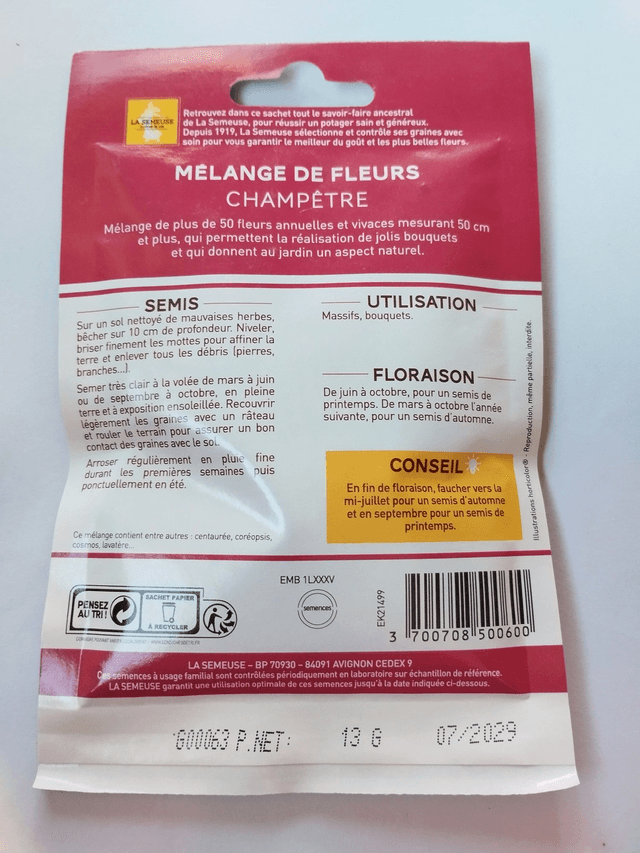 LA SEMEUSE
Retrouvez dans ce sachet tout le savoir-faire ancestral
de La Semeuse, pour réussir un potager sain et généreux.
Depuis 1919, La Semeuse sélectionne et contrôle ses graines avec
soin pour vous garantir le meilleur du goût et les plus belles fleurs.
MÉLANGE DE FLEURS
CHAMPÊTRE
Mélange de plus de 50 fleurs annuelles et vivaces mesurant 50 cm
et plus, qui permettent la réalisation de jolis bouquets
et qui donnent au jardin un aspect naturel.
SEMIS
Sur un sol nettoyé de mauvaises herbes,
bêcher sur 10 cm de profondeur. Niveler,
briser finement les mottes pour affiner la
terre et enlever tous les débris (pierres,
branches...).
Semer très clair à la volée de mars à juin
ou de septembre à octobre, en pleine
terre et à exposition ensoleillée. Recouvrir
légèrement les graines avec un râteau
et rouler le terrain pour assurer un bon
contact des graines avec le sol.
Arroser régulièrement en pluie fine
durant les premières semaines puis
ponctuellement en été.
Ce mélange contient entre autres : centaurée, coréopsis,
cosmos, lavatère...
UTILISATION
Massifs, bouquets.
FLORAISON
De juin à octobre, pour un semis de
printemps. De mars à octobre l'année
suivante, pour un semis d'automne.
CONSEIL
En fin de floraison, faucher vers la
mi-juillet pour un semis d'automne
et en septembre pour un semis de
printemps.
Illustrations horticolor® - Reproduction, même partielle, interdite.
PENSEZ
AU TRI !
SACHET PAPIER
À RECYCLER
EMB 1LXXXV
semences
EK21499
3 700708 500600
LA SEMEUSE – BP 70930 – 84091 AVIGNON CEDEX 9
Ces semences à usage familial sont contrôlées périodiquement en laboratoire sur échantillon de référence.
LA SEMEUSE garantit une utilisation optimale de ces semences jusqu'à la date indiquée ci-dessous.
G00063 P.NET: 13 G 07/2029